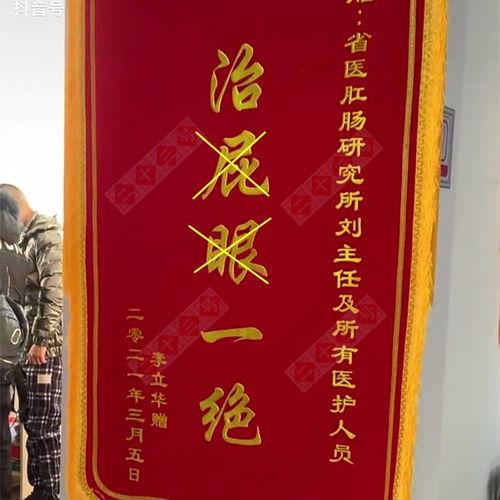 抖音号
赠:省医肛肠研究所刘主任及所有医护人员
治屁眼一绝
李立华赠
二零二一年三月五日